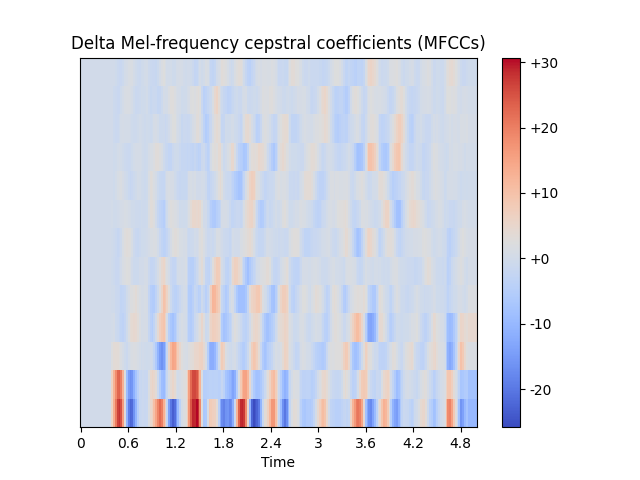 Delta Mel-frequency cepstral coefficients (MFCCs)
+30
+20
+10
+0
-10
-20
0 0.6 1.2 1.8 2.4 3 3.6 4.2 4.8
Time